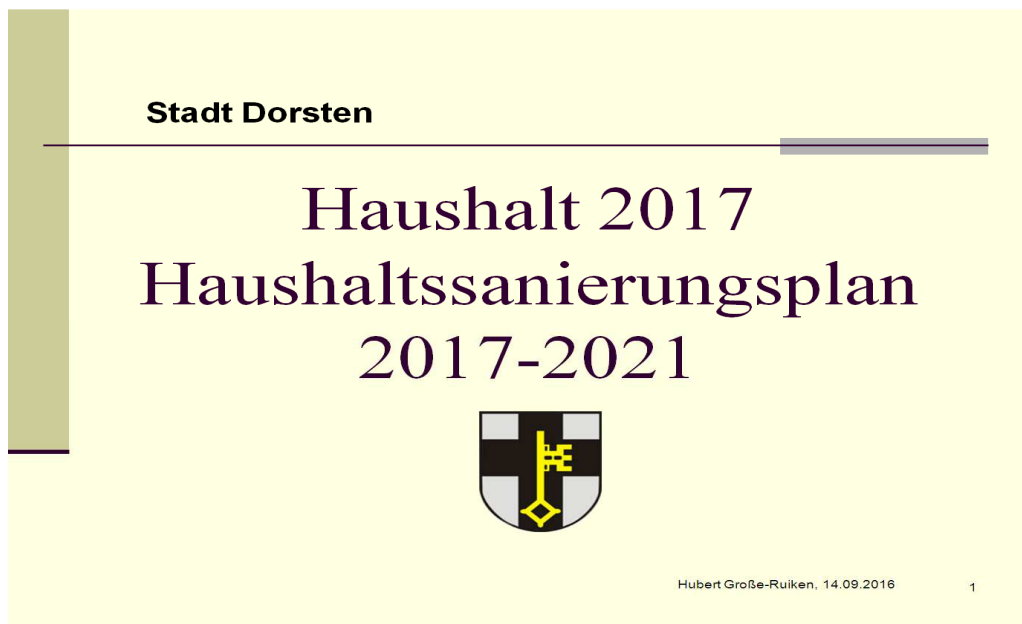 Stadt Dorsten
Haushalt 2017
Haushaltssanierungsplan
2017-2021
Hubert Große-Ruiken, 14.09.2016
1